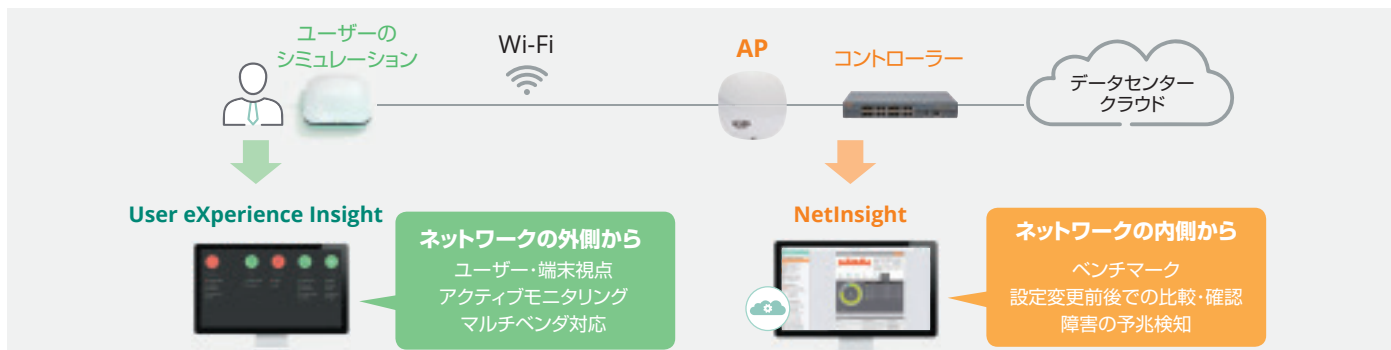 ユーザーの
シミュレーション
Wi-Fi
AP
コントローラー
データセンター
クラウド
User eXperience Insight
ネットワークの外側から
ユーザー・端末視点
アクティブモニタリング
マルチベンダ対応
NetInsight
ネットワークの内側から
ベンチマーク
設定変更前後での比較・確認
障害の予兆検知